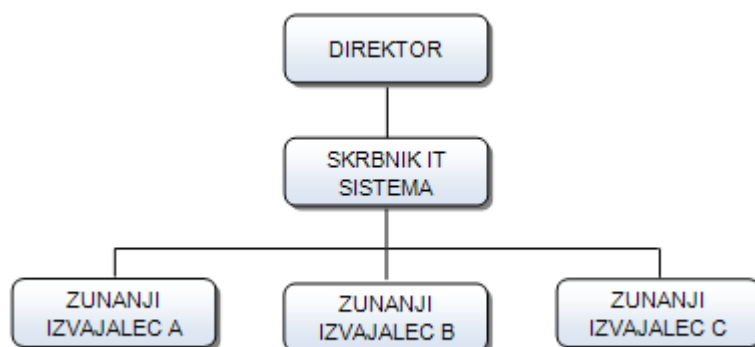 DIREKTOR
SKRBNIK IT
SISTEMA
ZUNANJI
IZVAJALEC A
ZUNANJI
IZVAJALEC B
ZUNANJI
IZVAJALEC C